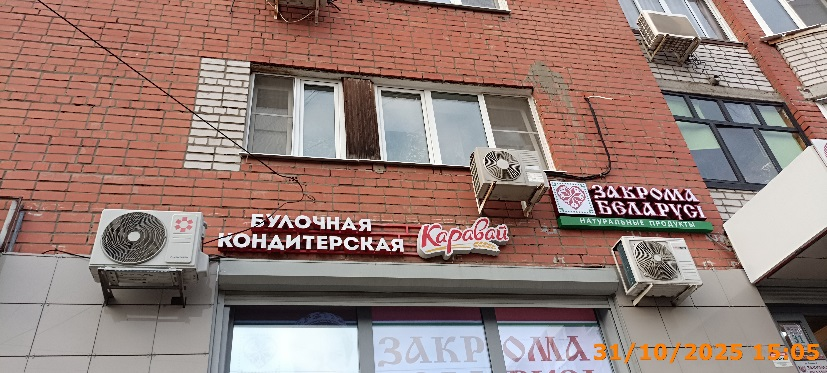 БУЛОЧНАЯ
КОНДИТЕРСКАЯ
Каравай
ЗАКРОМА
БЕЛАРУСІ
НАТУРАЛЬНЫЕ ПРОДУКТЫ
ЗАКРОМА
31/10/2025 15:05